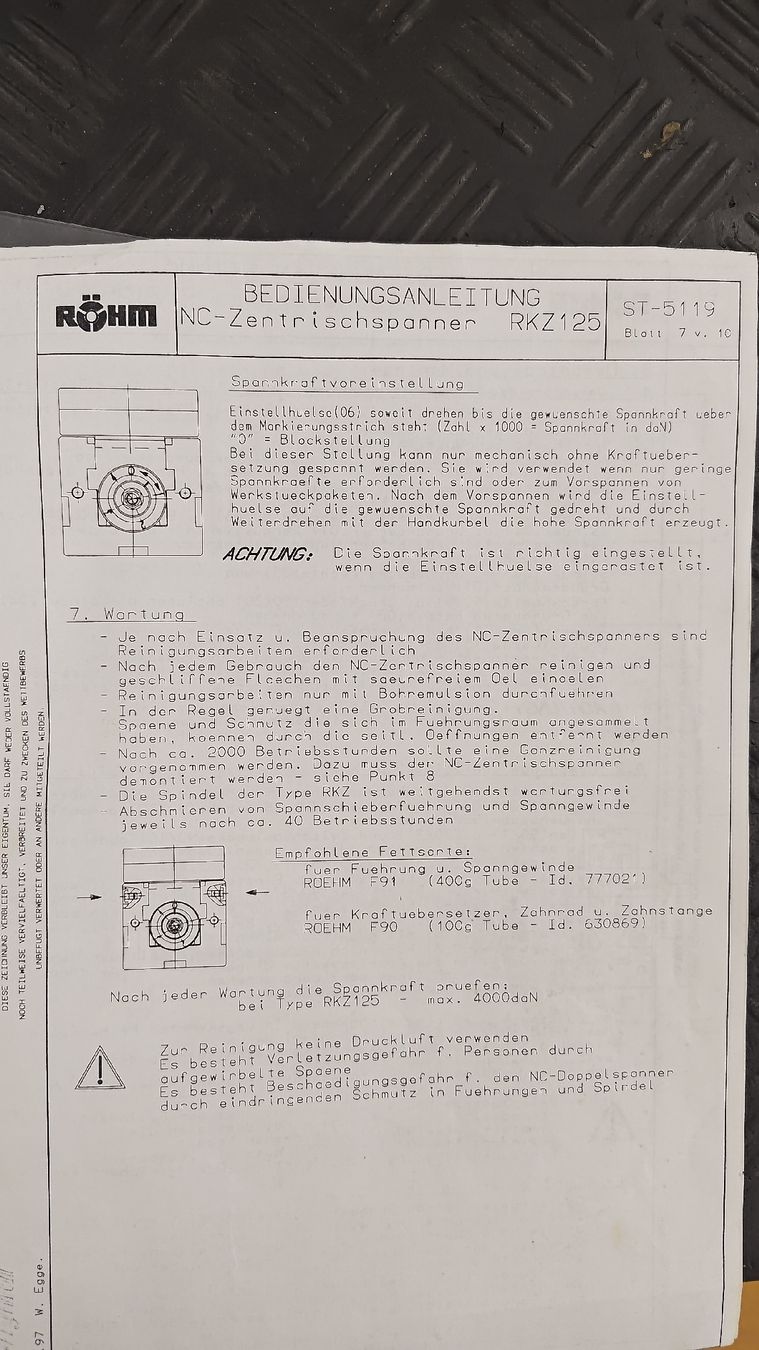 RÖHM
BEDIENUNGSANLEITUNG
NC-Zentrischspanner RKZ125
ST-5119
Blatt 7 v. 10
Spannkraftvoreinstellung
Einstellhuelse(06) soweit drehen bis die gewuenschte Spannkraft ueber
dem Markierungsstrich steht (Zahl x 1000 = Spannkraft in daN)
"0" = Blockstellung
Bei dieser Stellung kann nur mechanisch ohne Kraftueber-
setzung gespannt werden. Sie wird verwendet wenn nur geringe
Spannkraefte erforderlich sind oder zum Vorspannen von
Werkstueckpaketen. Nach dem Vorspannen wird die Einstell-
huelse auf die gewuenschte Spannkraft gedreht und durch
Weiterdrehen mit der Handkurbel die hohe Spannkraft erzeugt.
ACHTUNG: Die Spannkraft ist richtig eingestellt,
wenn die Einstellhuelse eingerastet ist.
7. Wartung
- Je nach Einsatz u. Beanspruchung des NC-Zentrischspanners sind
Reinigungsarbeiten erforderlich
- Nach jedem Gebrauch den NC-Zentrischspanner reinigen und
geschliffene Flaechen mit saeurefreiem Oel einoelen
- Reinigungsarbeiten nur mit Bohremulsion durchfuehren
- In der Regel genuegt eine Grobreinigung.
Spaene und Schmutz die sich im Fuehrungsraum angesammelt
haben, koennen durch die seitl. Oeffnungen entfernt werden
- Nach ca. 2000 Betriebsstunden sollte eine Ganzreinigung
vorgenommen werden. Dazu muss der NC-Zentrischspanner
demontiert werden - siehe Punkt 8
- Die Spindel der Type RKZ ist weitgehendst wartungsfrei
- Abschmieren von Spannschieberfuehrung und Spanngewinde
jeweils nach ca. 40 Betriebsstunden
Empfohlene Fettsorte:
fuer Fuehrung u. Spanngewinde
ROEHM F91 (400g Tube - Id. 777021)
fuer Kraftuebersetzer, Zahnrad u. Zahnstange
ROEHM F90 (100g Tube - Id. 630869)
Nach jeder Wartung die Spannkraft pruefen:
bei Type RKZ125 - max. 4000daN
Zur Reinigung keine Druckluft verwenden
Es besteht Verletzungsgefahr f. Personen durch
aufgewirbelte Spaene
Es besteht Beschaedigungsgefahr f. den NC-Doppelspanner
durch eindringenden Schmutz in Fuehrungen und Spindel
DIESE ZEICHNUNG VERBLEIBT UNSER EIGENTUM. SIE DARF WEDER VOLLSTAENDIG
NOCH TEILWEISE VERVIELFAELTIGT, VERBREITET UND ZU ZWECKEN DES WETTBEWERBS
UNBEFUGT VERWERTET ODER AN ANDERE MITGETEILT WERDEN.
.97 W. Egge.